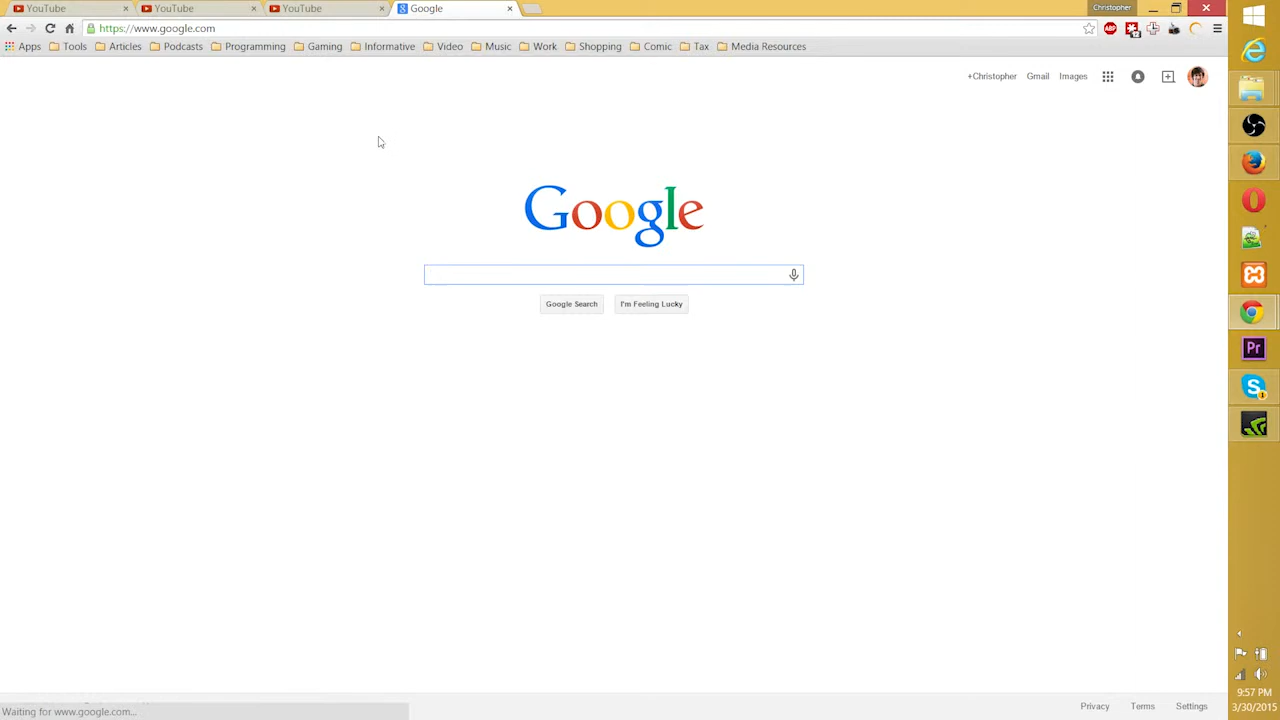 YouTube
YouTube
YouTube
Google
Christopher
https://www.google.com
ABP
Apps
Tools
Articles
Podcasts
Programming
Gaming
Informative
Video
Music
Work
Shopping
Comic
Tax
Media Resources
+Christopher
Gmail
Images
Google
Google Search
I'm Feeling Lucky
Pr
Waiting for www.google.com...
Privacy
Terms
Settings
9:57 PM
3/30/2015